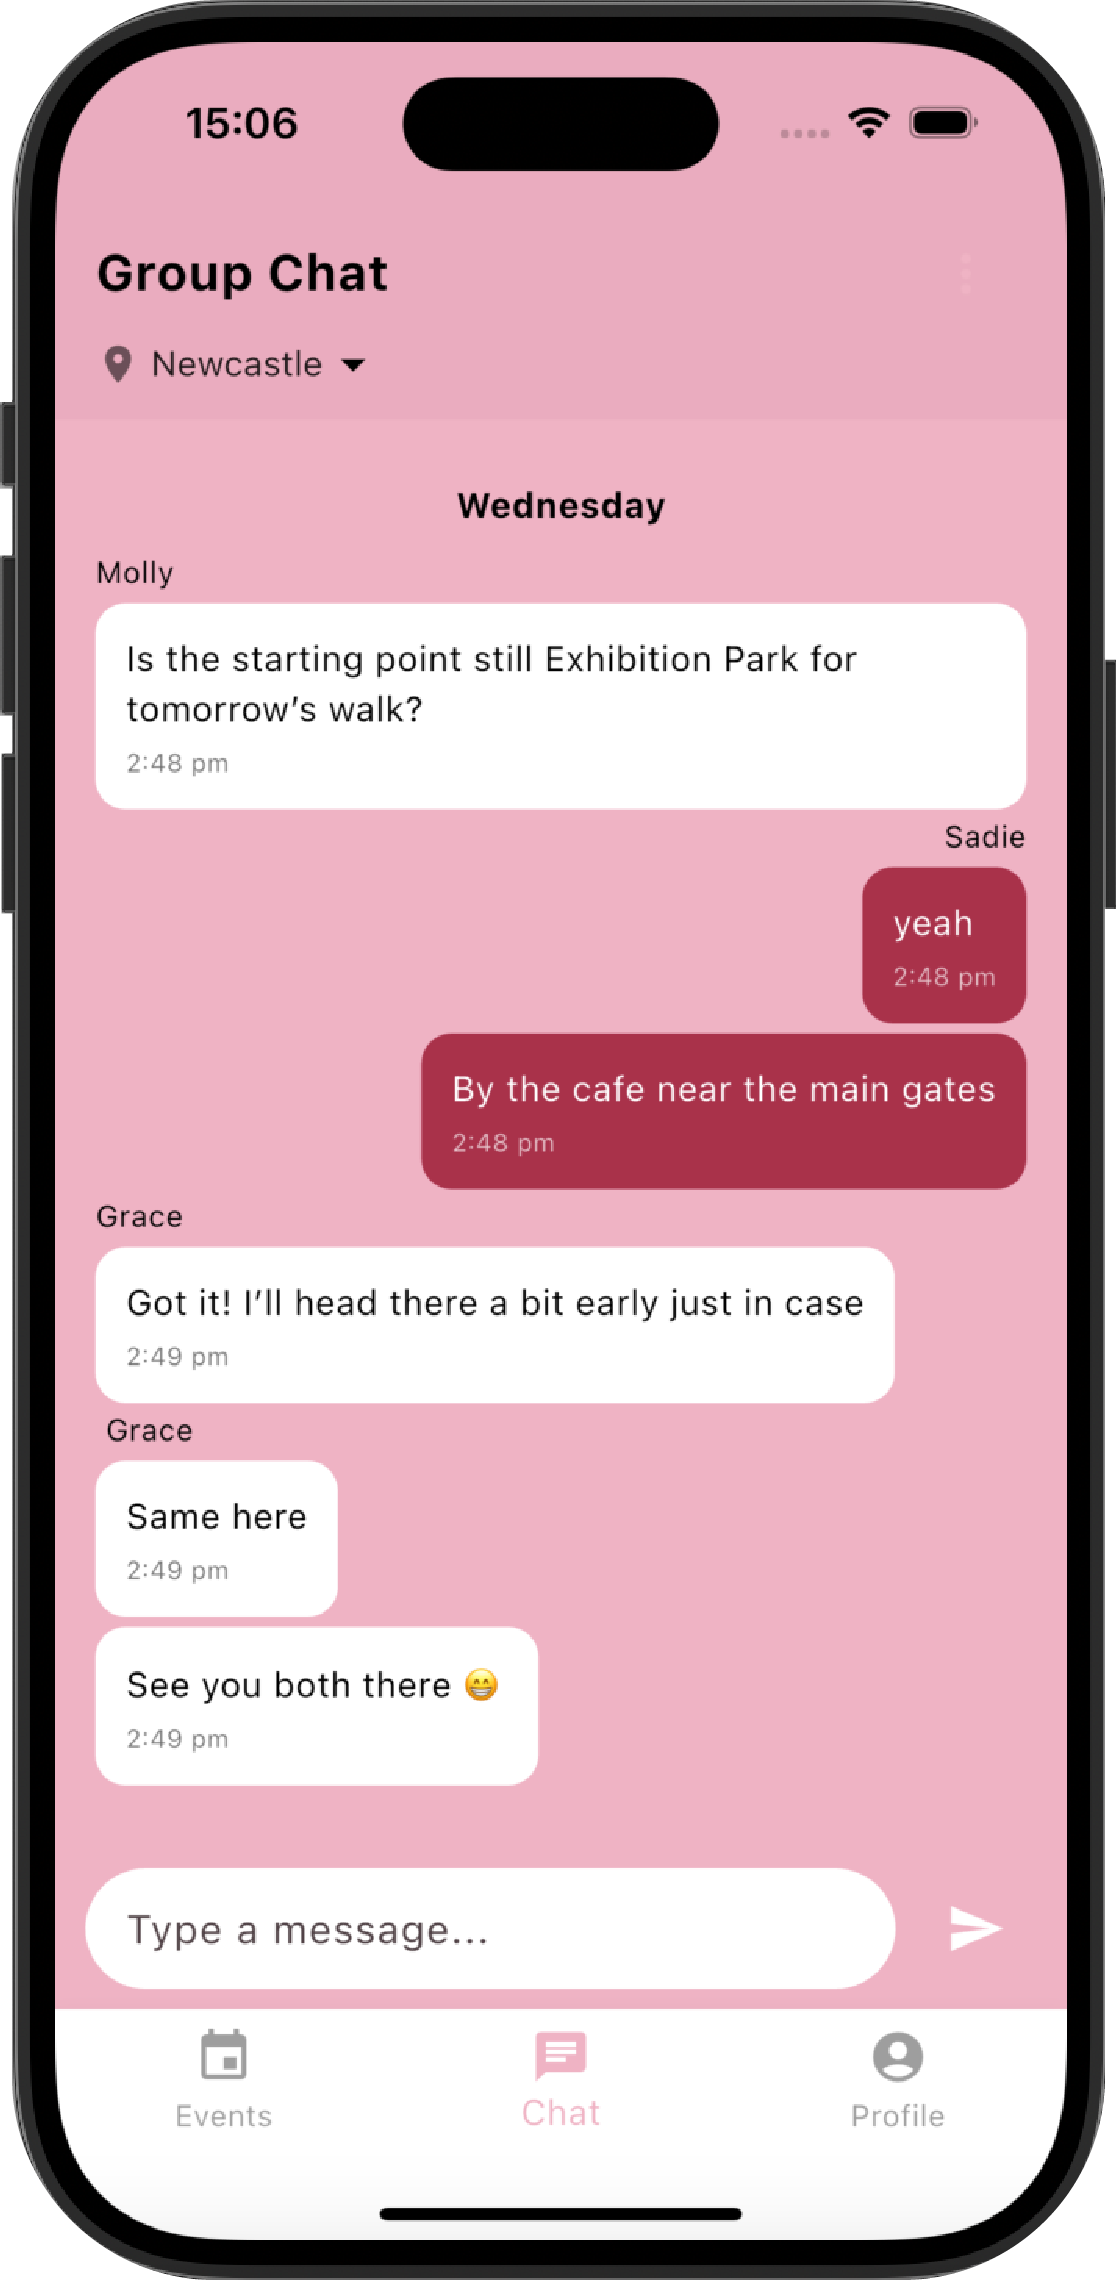 15:06
Group Chat
Newcastle
Wednesday
Molly
Is the starting point still Exhibition Park for
tomorrow’s walk?
2:48 pm
Sadie
yeah
2:48 pm
By the cafe near the main gates
2:48 pm
Grace
Got it! I’ll head there a bit early just in case
2:49 pm
Grace
Same here
2:49 pm
See you both there 😁
2:49 pm
Type a message...
Events
Chat
Profile